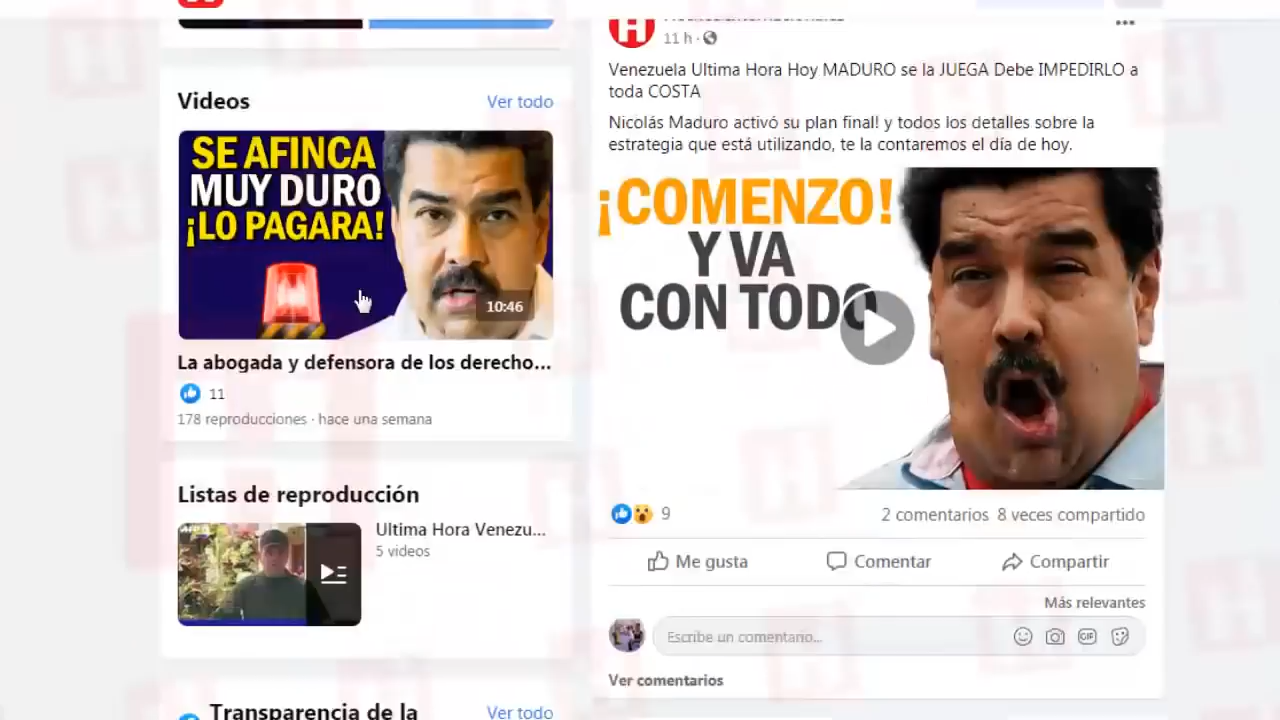 Videos
Ver todo
SE AFINCA
MUY DURO
¡LO PAGARA!
10:46
La abogada y defensora de los derecho...
11
178 reproducciones · hace una semana
Listas de reproducción
Ultima Hora Venezu...
5 videos
Transparencia de la
Ver todo
11 h ·
Venezuela Ultima Hora Hoy MADURO se la JUEGA Debe IMPEDIRLO a
toda COSTA
Nicolás Maduro activó su plan final! y todos los detalles sobre la
estrategia que está utilizando, te la contaremos el día de hoy.
¡COMENZO!
Y VA
CON TODO
9
2 comentarios 8 veces compartido
Me gusta
Comentar
Compartir
Más relevantes
Escribe un comentario...
GIF
Ver comentarios